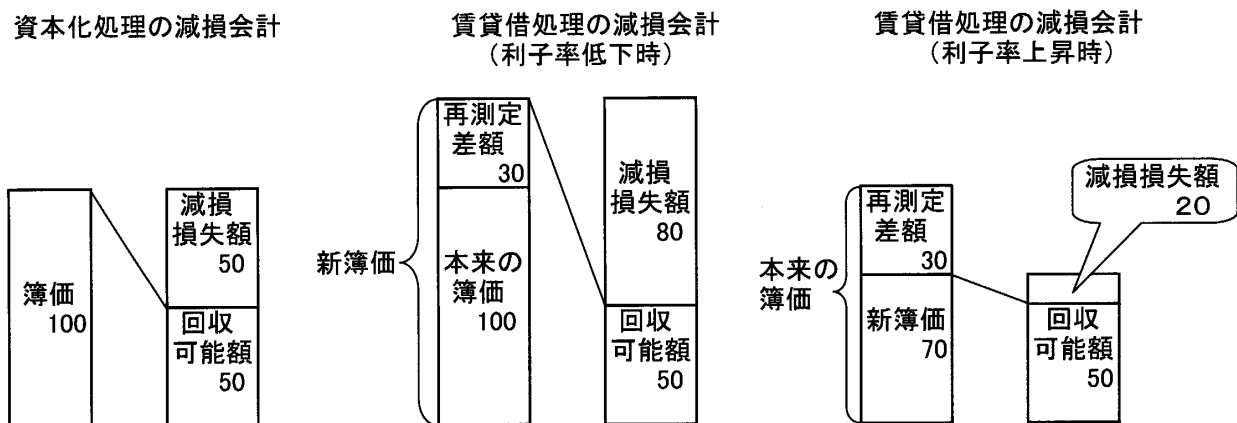 資本化処理の減損会計
簿価
100
減損
損失額
50
回収
可能額
50
賃貸借処理の減損会計
（利子率低下時）
新簿価
再測定
差額
30
本来の
簿価
100
減損
損失額
80
回収
可能額
50
賃貸借処理の減損会計
（利子率上昇時）
本来の
簿価
再測定
差額
30
新簿価
70
減損損失額
20
回収
可能額
50